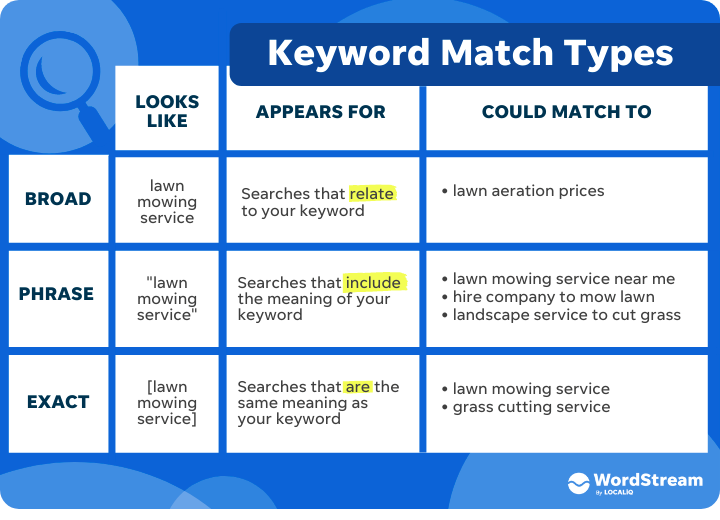 Keyword Match Types
LOOKS
LIKE
APPEARS FOR
COULD MATCH TO
BROAD
lawn
mowing
service
Searches that relate
to your keyword
• lawn aeration prices
PHRASE
"lawn
mowing
service"
Searches that include
the meaning of your
keyword
• lawn mowing service near me
• hire company to mow lawn
• landscape service to cut grass
EXACT
[lawn
mowing
service]
Searches that are the
same meaning as
your keyword
• lawn mowing service
• grass cutting service
WordStream
By LOCALiQ